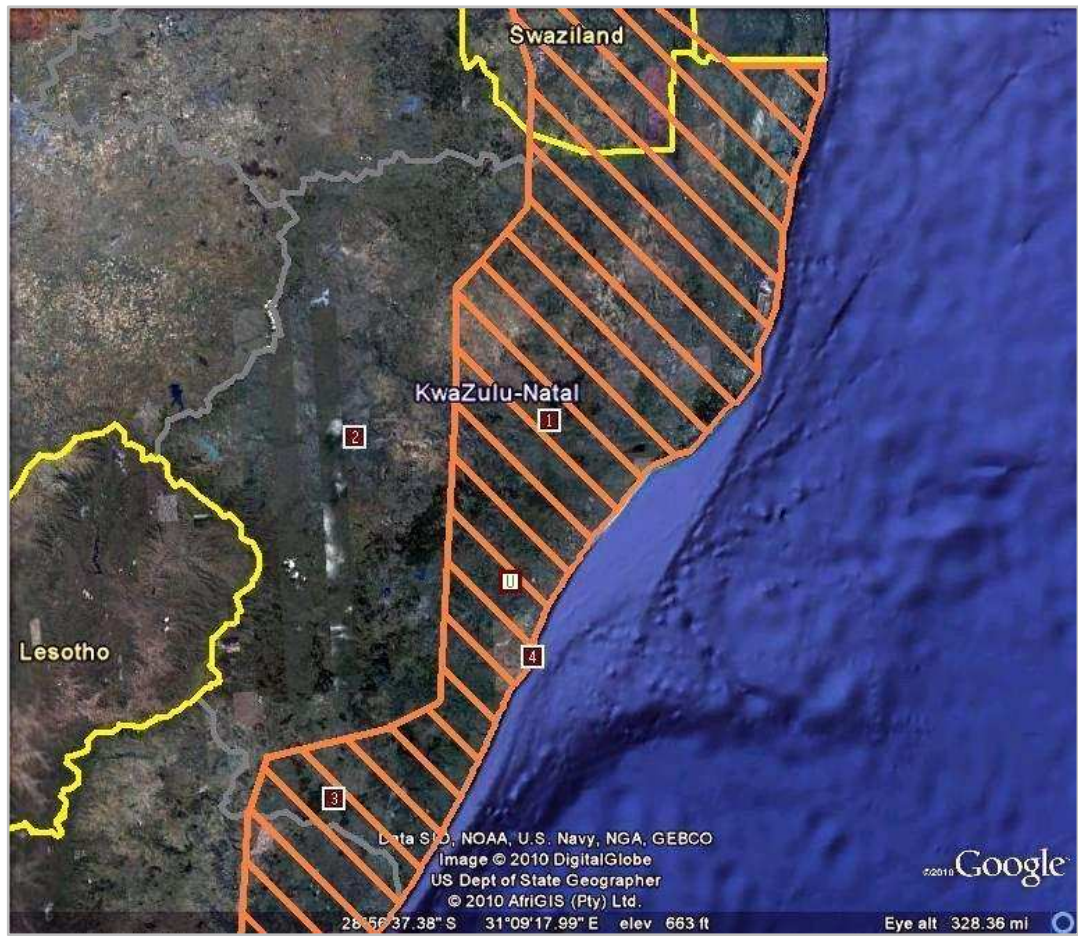 Swaziland
KwaZulu-Natal
1
2
U
Lesotho
4
3
Data SIO, NOAA, U.S. Navy, NGA, GEBCO
Image © 2010 DigitalGlobe
US Dept of State Geographer
© 2010 AfriGIS (Pty) Ltd.
©2010 Google
28°56'37.38" S 31°09'17.99" E elev 663 ft Eye alt 328.36 mi